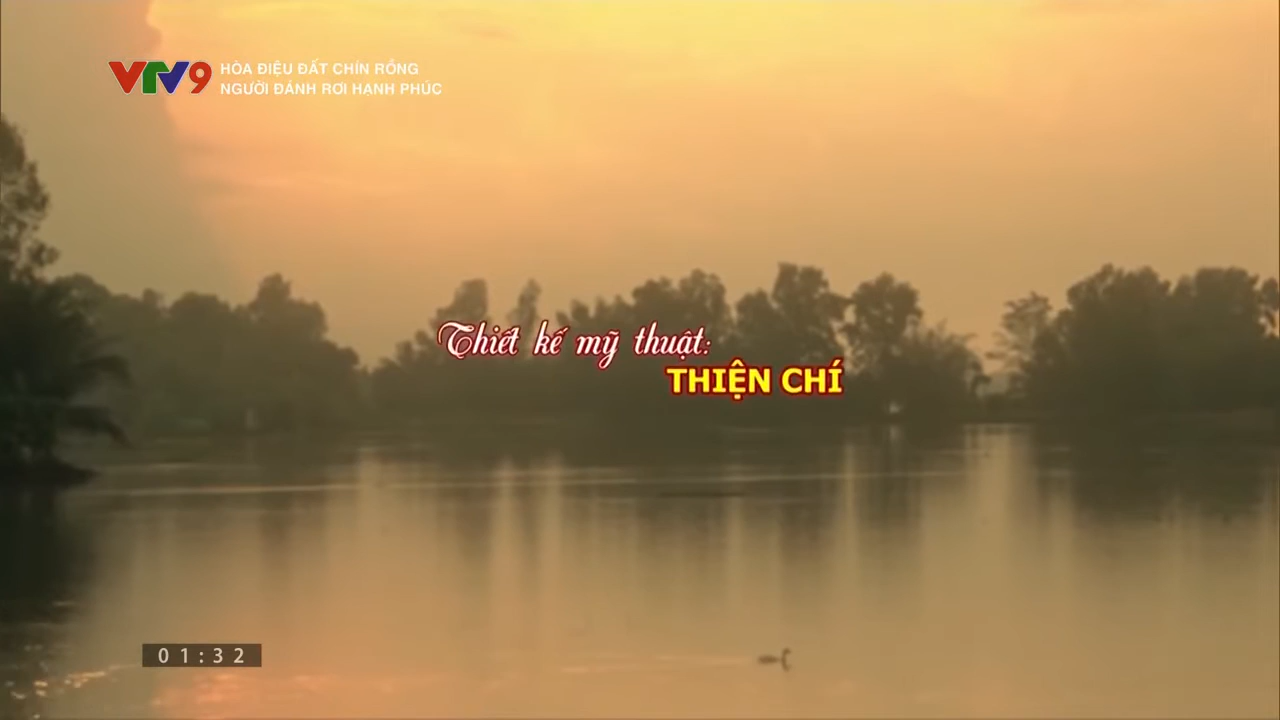 VTV9
HÒA ĐIỆU ĐẤT CHÍN RỒNG
NGƯỜI ĐÁNH RƠI HẠNH PHÚC
Thiết kế mỹ thuật:
THIỆN CHÍ
01:32